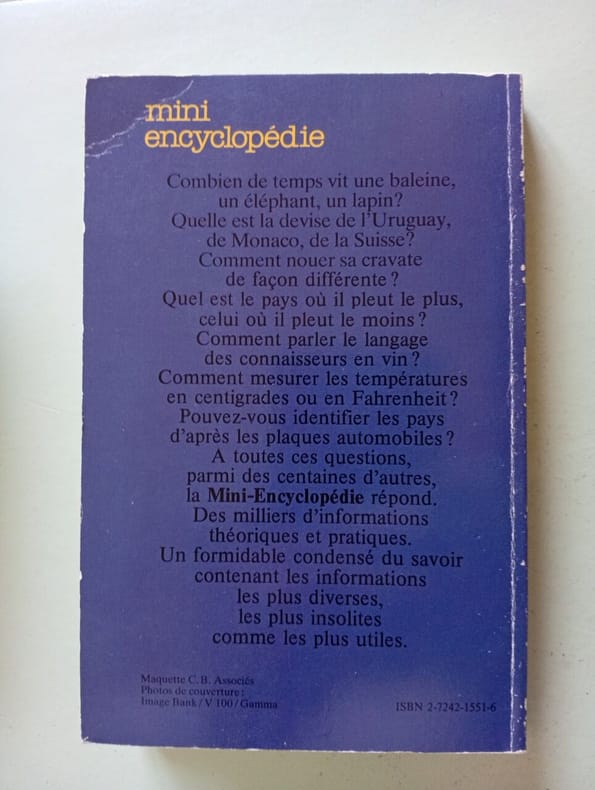 mini
encyclopédie
Combien de temps vit une baleine,
un éléphant, un lapin?
Quelle est la devise de l'Uruguay,
de Monaco, de la Suisse?
Comment nouer sa cravate
de façon différente ?
Quel est le pays où il pleut le plus,
celui où il pleut le moins ?
Comment parler le langage
des connaisseurs en vin ?
Comment mesurer les températures
en centigrades ou en Fahrenheit ?
Pouvez-vous identifier les pays
d'après les plaques automobiles ?
A toutes ces questions,
parmi des centaines d'autres,
la Mini-Encyclopédie répond.
Des milliers d'informations
théoriques et pratiques.
Un formidable condensé du savoir
contenant les informations
les plus diverses,
les plus insolites
comme les plus utiles.
Maquette C.B. Associés
Photos de couverture :
Image Bank / V 100 / Gamma
ISBN 2-7242-1551-6